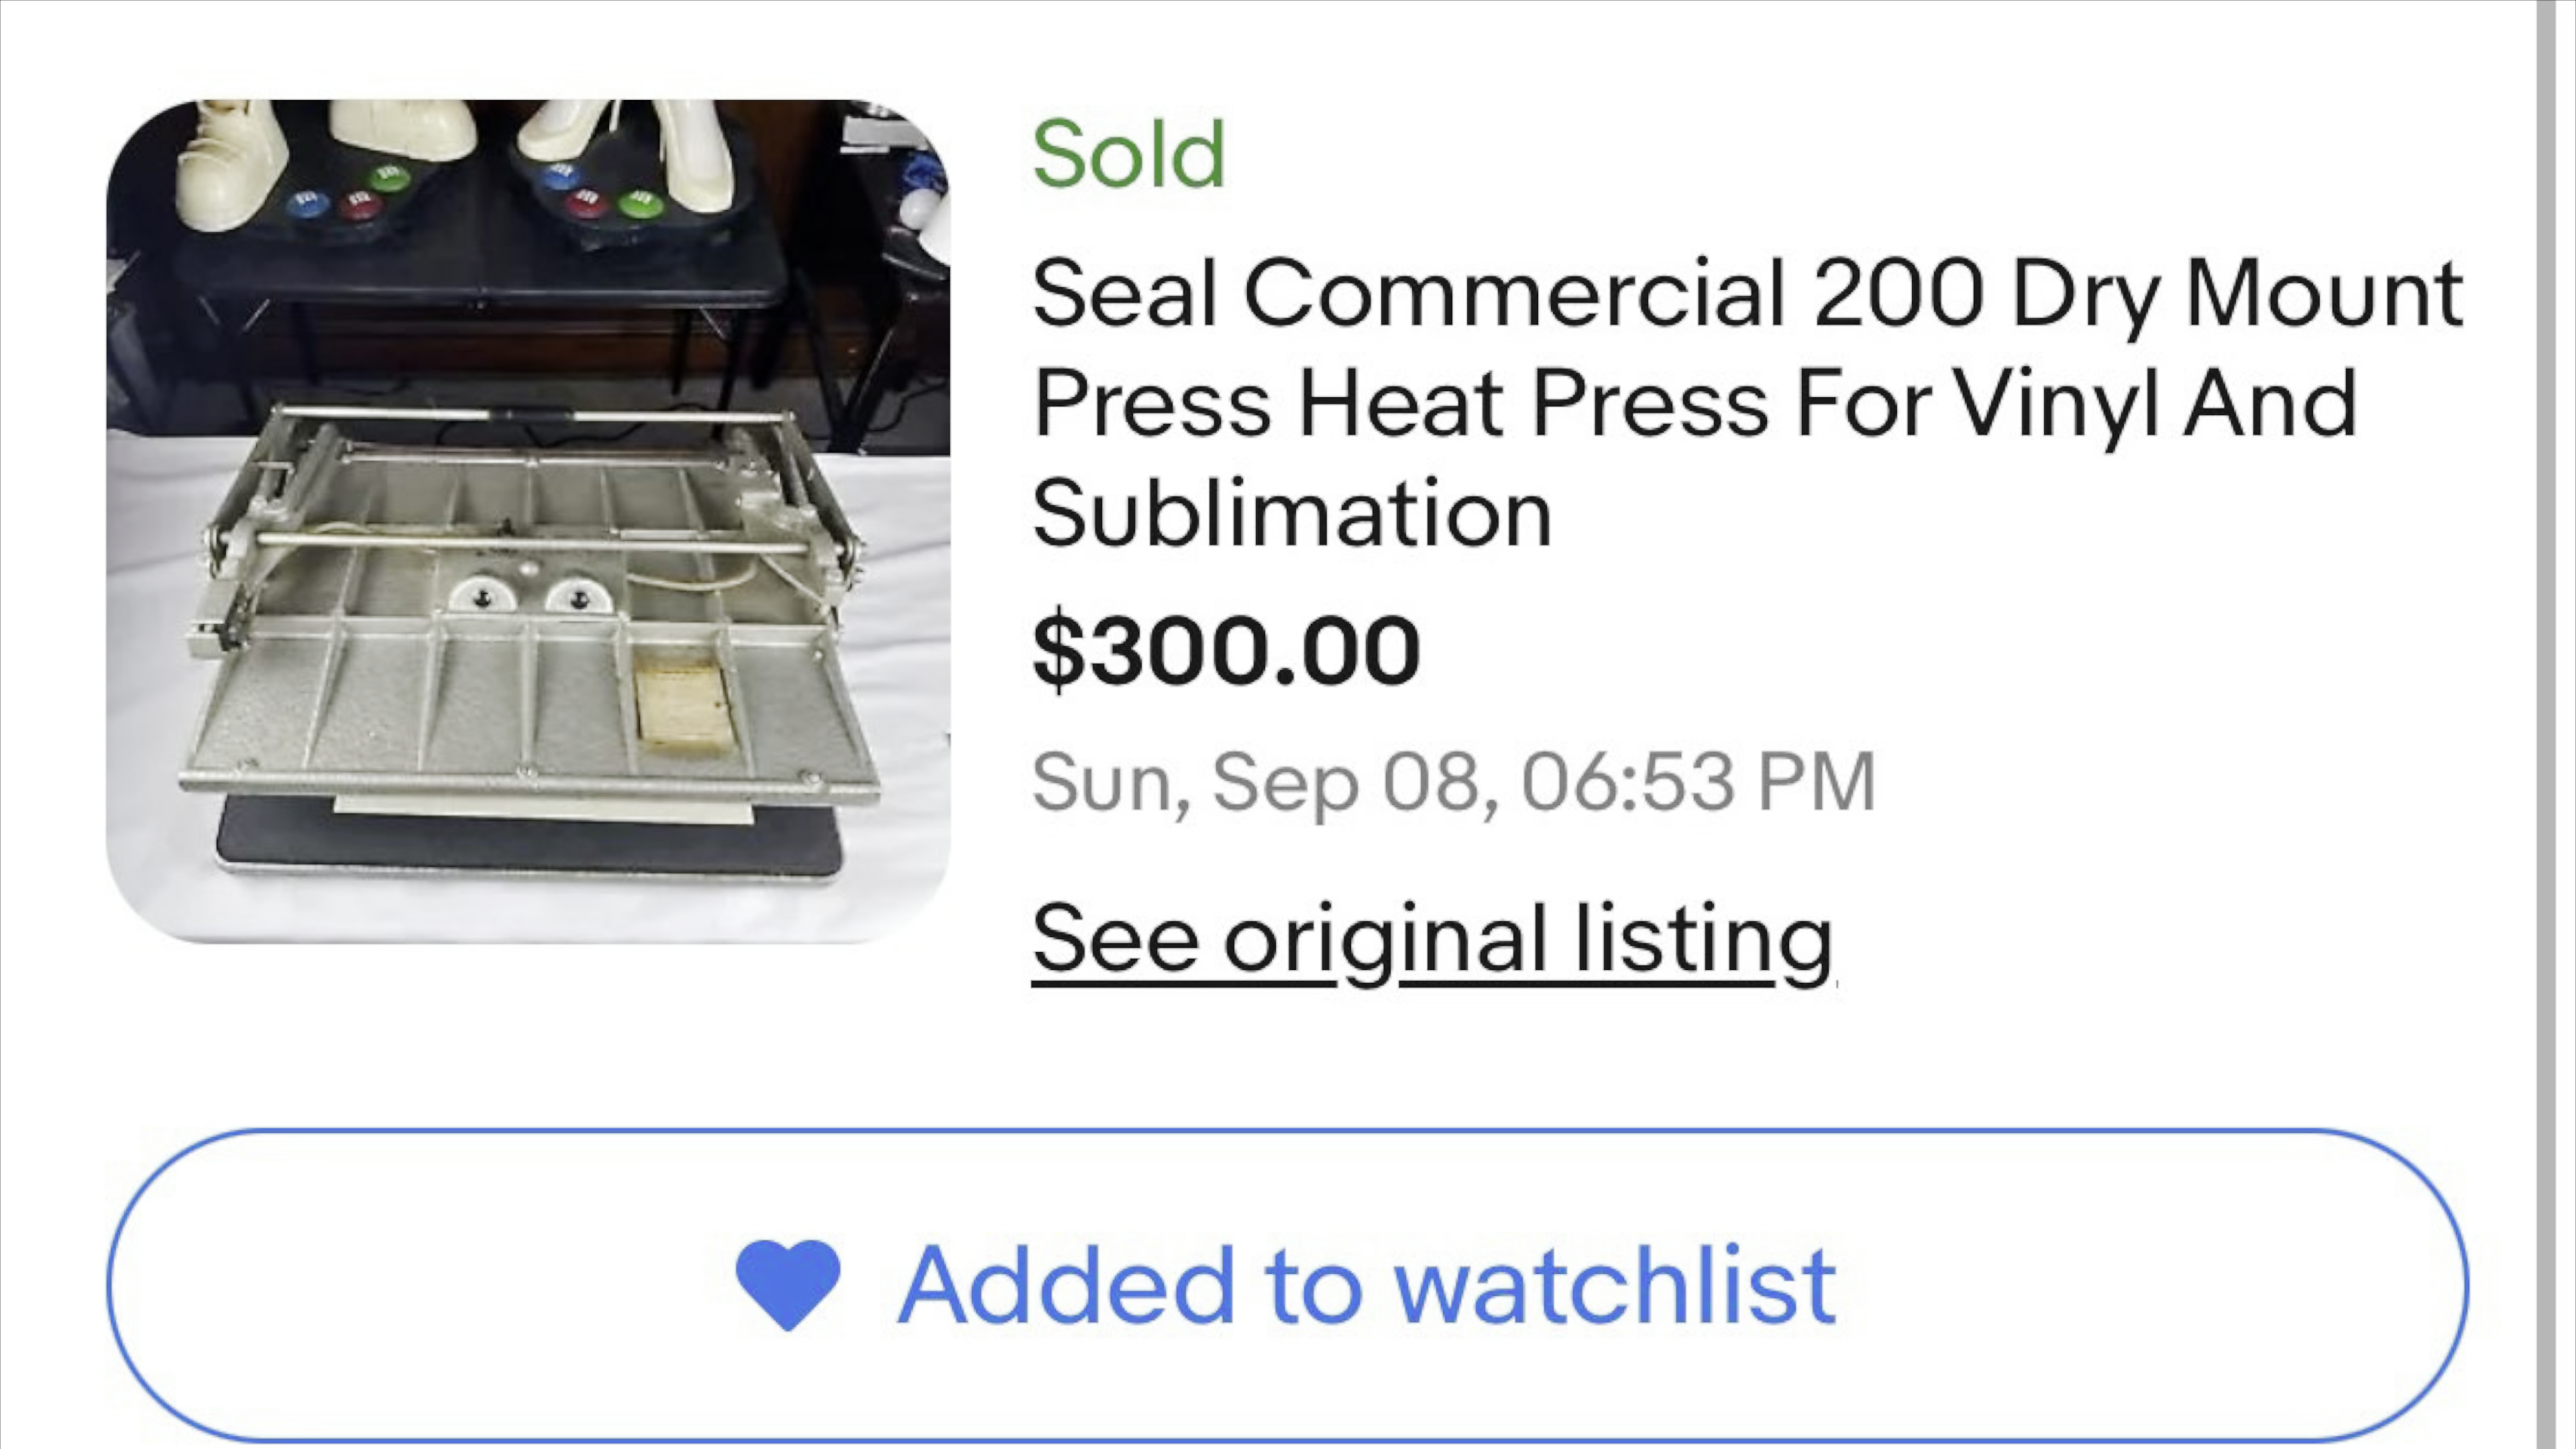 Sold
Seal Commercial 200 Dry Mount
Press Heat Press For Vinyl And
Sublimation
$300.00
Sun, Sep 08, 06:53 PM
See original listing
Added to watchlist